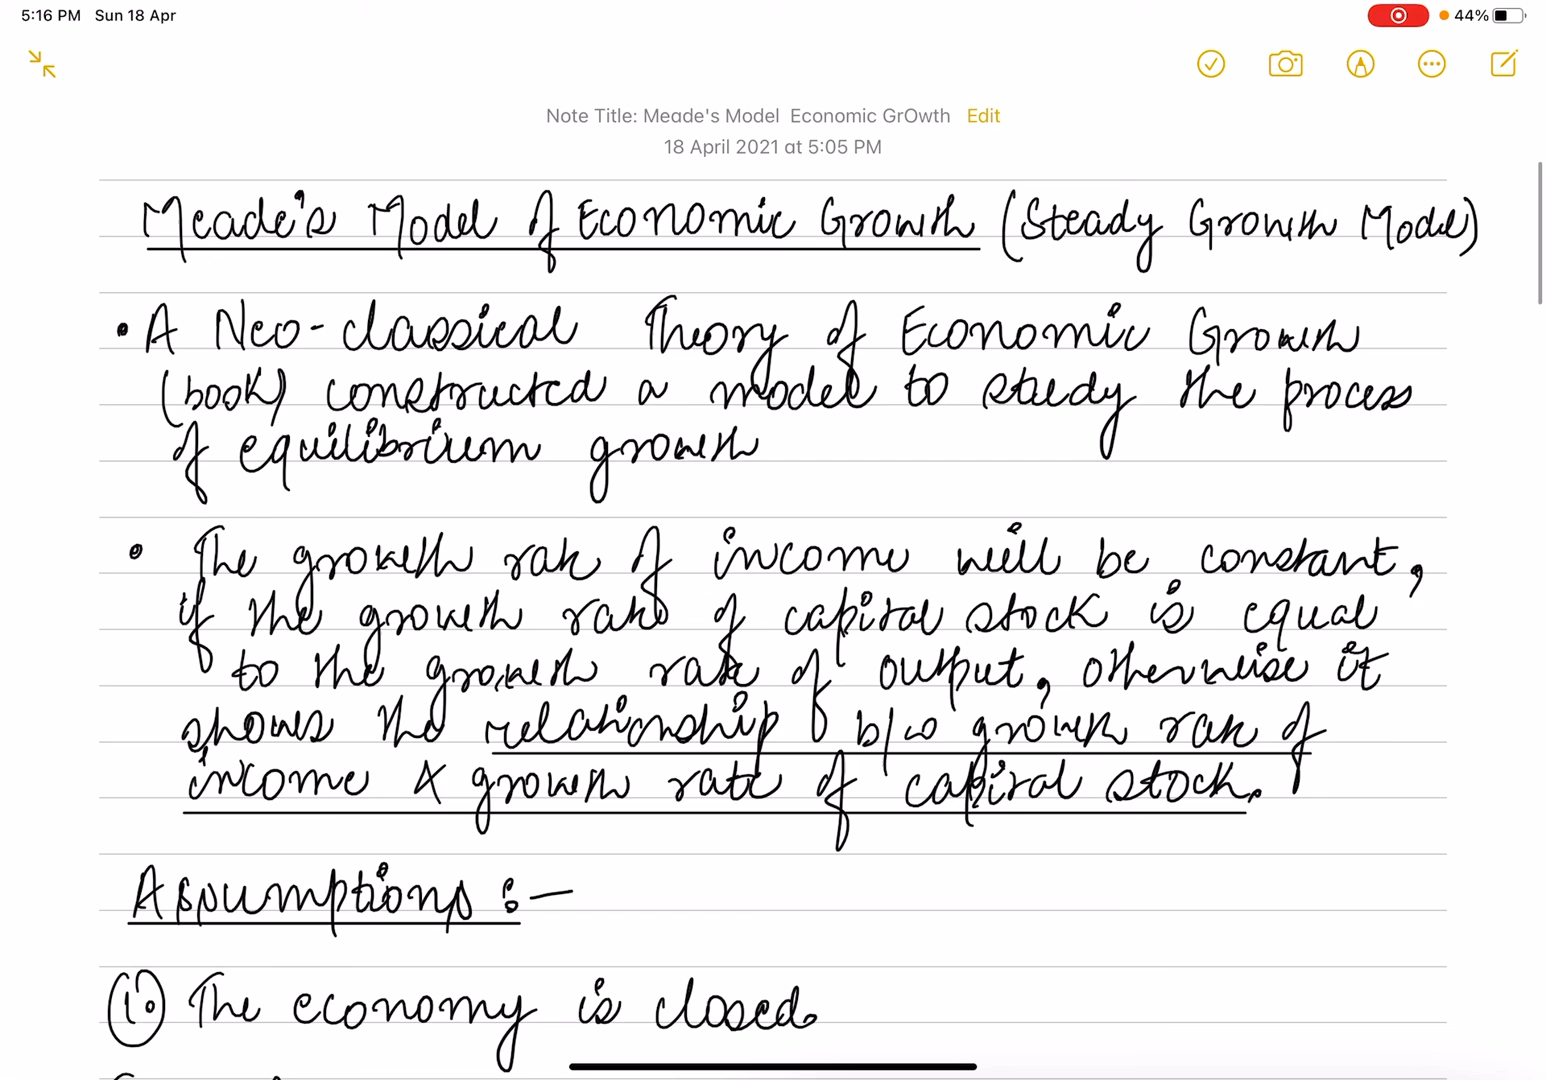 5:16 PM Sun 18 Apr
44%
Note Title: Meade's Model Economic GrOwth Edit
18 April 2021 at 5:05 PM
Meade's Model of Economic Growth (Steady Growth Model)
• A Neo-classical Theory of Economic Growth
(book) constructed a model to study the process
of equilibrium growth
• The growth rate of income will be constant,
if the growth rate of capital stock is equal
to the growth rate of output, otherwise it
shows the relationship b/w growth rate of
income & growth rate of capital stock.
Assumptions :-
(1.) The economy is closed.